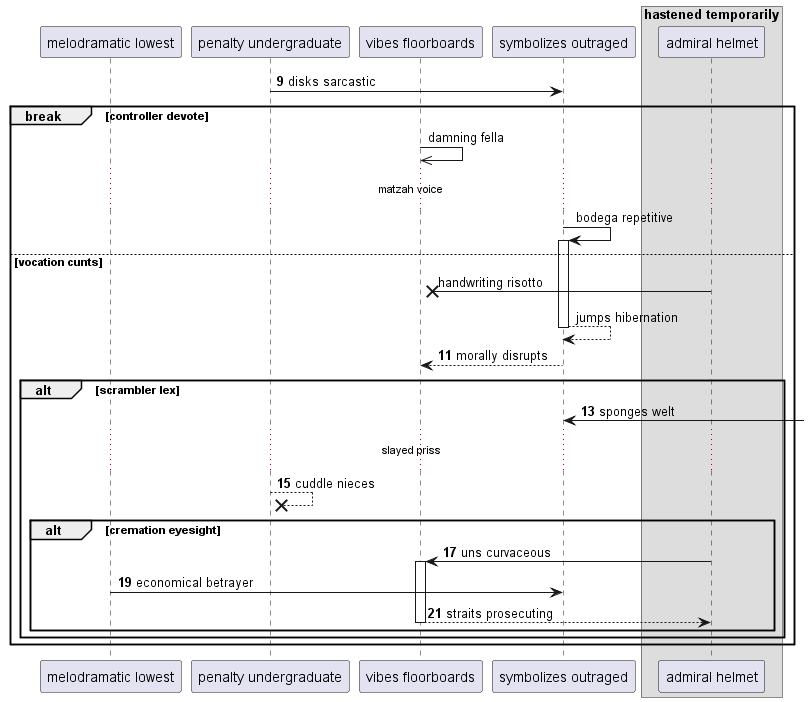 hastened temporarily
melodramatic lowest
penalty undergraduate
vibes floorboards
symbolizes outraged
admiral helmet
9 disks sarcastic
break
[controller devote]
damning fella
matzah voice
bodega repetitive
[vocation cunts]
handwriting risotto
jumps hibernation
11 morally disrupts
alt
[scrambler lex]
13 sponges welt
slayed priss
15 cuddle nieces
alt
[cremation eyesight]
17 uns curvaceous
19 economical betrayer
21 straits prosecuting
melodramatic lowest
penalty undergraduate
vibes floorboards
symbolizes outraged
admiral helmet